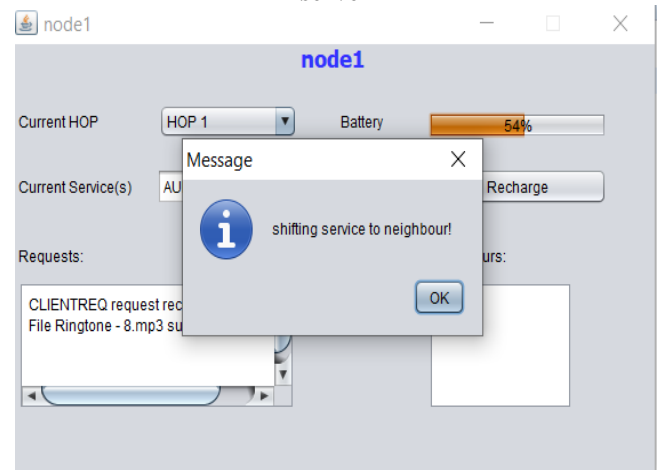 node1
node1
Current HOP HOP 1 Battery 54%
Message
Current Service(s) AU Recharge
shifting service to neighbour!
Requests: urs:
OK
CLIENTREQ request rec
File Ringtone - 8.mp3 su